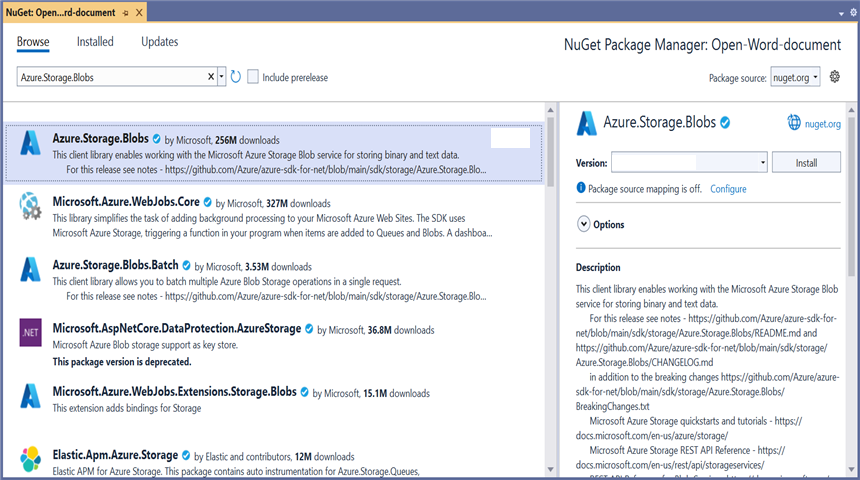 NuGet: Open...rd-document
Browse Installed Updates
NuGet Package Manager: Open-Word-document
Azure.Storage.Blobs
Include prerelease
Package source: nuget.org
Azure.Storage.Blobs by Microsoft, 256M downloads
This client library enables working with the Microsoft Azure Storage Blob service for storing binary and text data.
For this release see notes - https://github.com/Azure/azure-sdk-for-net/blob/main/sdk/storage/Azure.Storage.Blo...
Microsoft.Azure.WebJobs.Core by Microsoft, 327M downloads
This library simplifies the task of adding background processing to your Microsoft Azure Web Sites. The SDK uses
Microsoft Azure Storage, triggering a function in your program when items are added to Queues and Blobs. A dashboa...
Azure.Storage.Blobs.Batch by Microsoft, 3.53M downloads
This client library allows you to batch multiple Azure Blob Storage operations in a single request.
For this release see notes - https://github.com/Azure/azure-sdk-for-net/blob/main/sdk/storage/Azure.Storage.Blo...
.NET
Microsoft.AspNetCore.DataProtection.AzureStorage by Microsoft, 36.8M downloads
Microsoft Azure Blob storage support as key store.
This package version is deprecated.
Microsoft.Azure.WebJobs.Extensions.Storage.Blobs by Microsoft, 15.1M downloads
This extension adds bindings for Storage
Elastic.Apm.Azure.Storage by Elastic and contributors, 12M downloads
Elastic APM for Azure Storage. This package contains auto instrumentation for Azure.Storage.Queues,
Azure.Storage.Blobs
nuget.org
Version:
Install
Package source mapping is off. Configure
Options
Description
This client library enables working with the Microsoft Azure Storage Blob
service for storing binary and text data.
For this release see notes - https://github.com/Azure/azure-sdk-for-
net/blob/main/sdk/storage/Azure.Storage.Blobs/README.md and
https://github.com/Azure/azure-sdk-for-net/blob/main/sdk/storage/
Azure.Storage.Blobs/CHANGELOG.md
in addition to the breaking changes https://github.com/Azure/azure-
sdk-for-net/blob/main/sdk/storage/Azure.Storage.Blobs/
BreakingChanges.txt
Microsoft Azure Storage quickstarts and tutorials - https://
docs.microsoft.com/en-us/azure/storage/
Microsoft Azure Storage REST API Reference - https://
docs.microsoft.com/en-us/rest/api/storageservices/